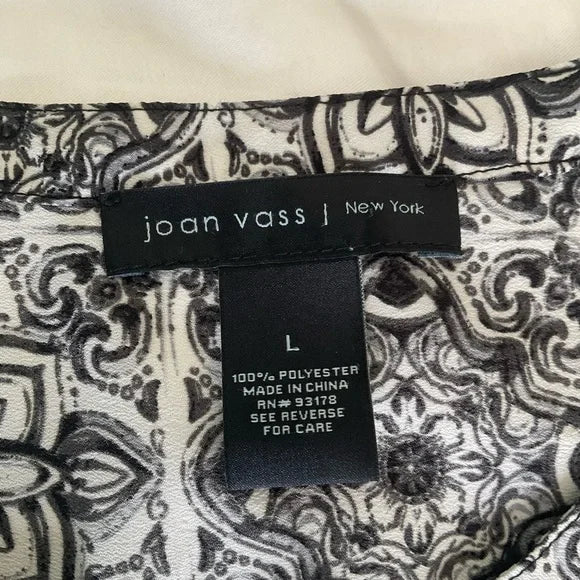 joan vass | New York
L
100% POLYESTER
MADE IN CHINA
RN# 93178
SEE REVERSE
FOR CARE